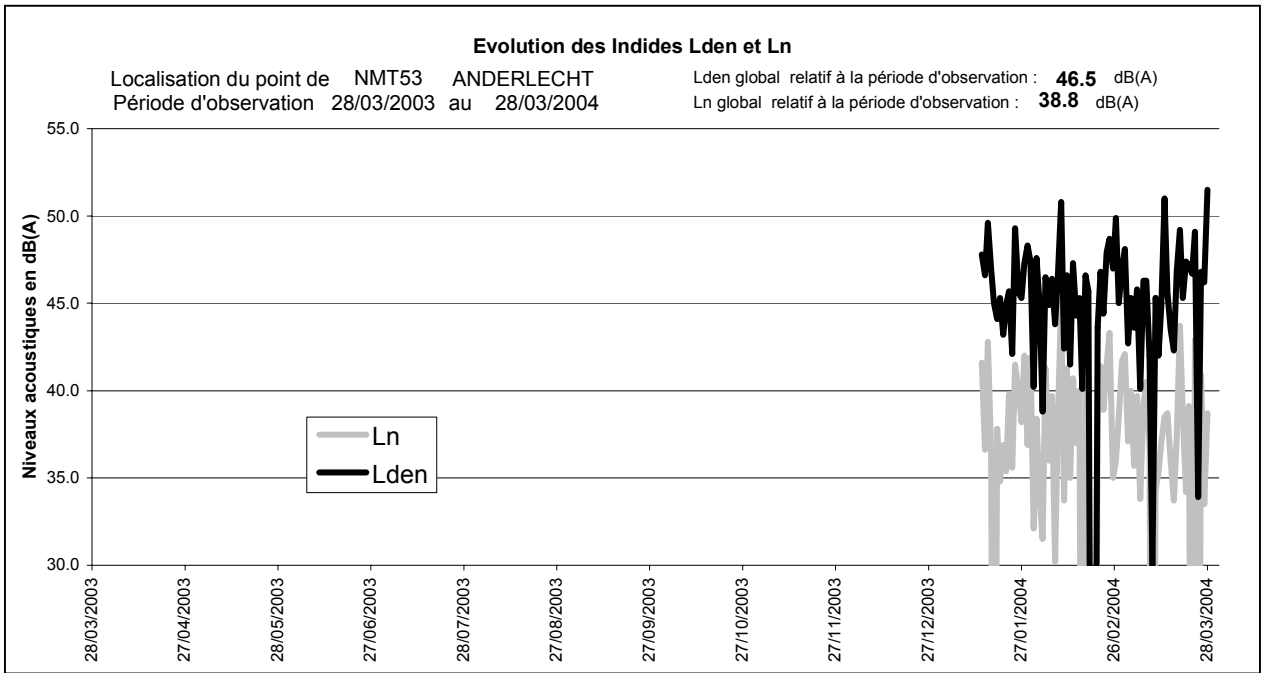 Evolution des Indides Lden et Ln
Localisation du point de NMT53 ANDERLECHT
Lden global relatif à la période d'observation : 46.5 dB(A)
Période d'observation 28/03/2003 au 28/03/2004
Ln global relatif à la période d'observation : 38.8 dB(A)
Niveaux acoustiques en dB(A)
55.0
50.0
45.0
40.0
35.0
30.0
Ln
Lden
28/03/2003
27/04/2003
28/05/2003
27/06/2003
28/07/2003
27/08/2003
27/09/2003
27/10/2003
27/11/2003
27/12/2003
27/01/2004
26/02/2004
28/03/2004